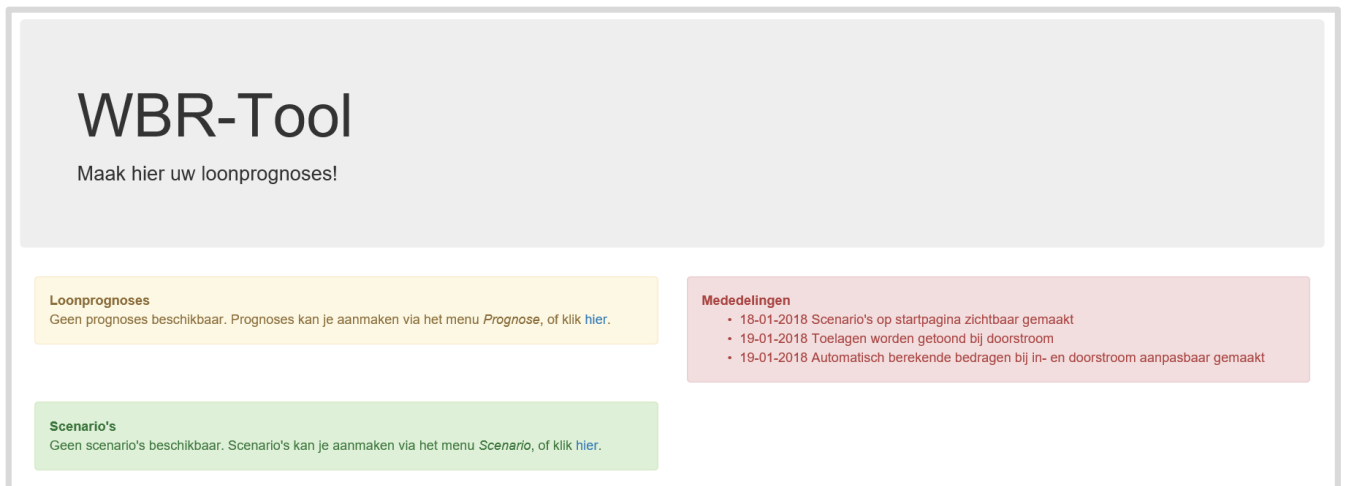 WBR-Tool
Maak hier uw loonprognoses!
Loonprognoses
Geen prognoses beschikbaar. Prognoses kan je aanmaken via het menu Prognose, of klik hier.
Mededelingen
• 18-01-2018 Scenario's op startpagina zichtbaar gemaakt
• 19-01-2018 Toelagen worden getoond bij doorstroom
• 19-01-2018 Automatisch berekende bedragen bij in- en doorstroom aanpasbaar gemaakt
Scenario's
Geen scenario's beschikbaar. Scenario's kan je aanmaken via het menu Scenario, of klik hier.